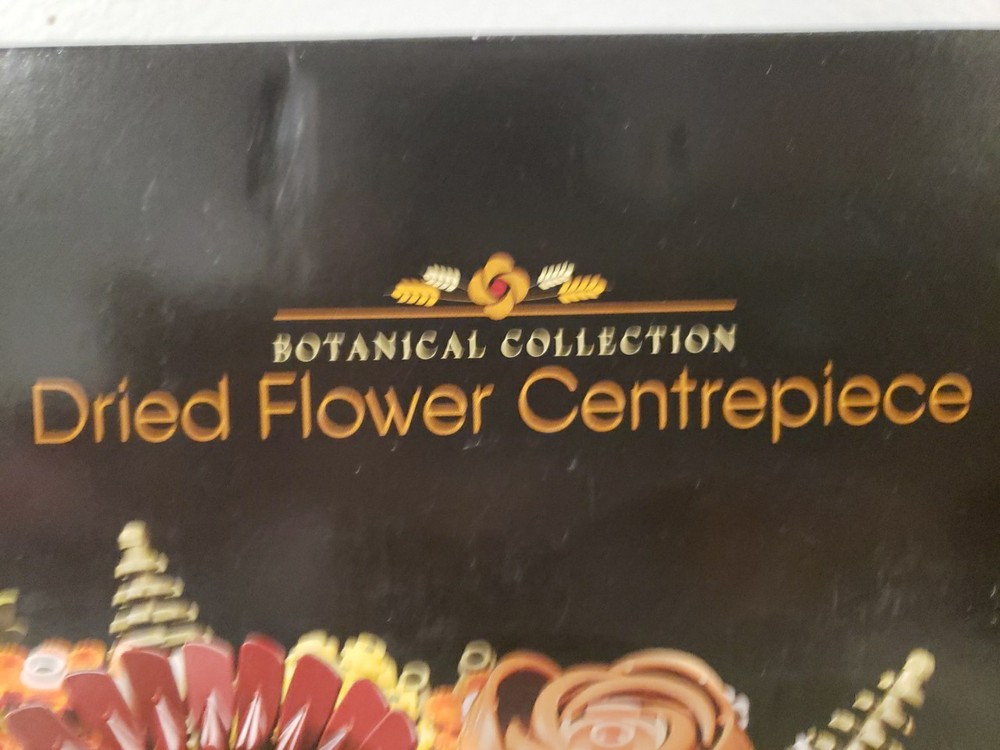 BOTANICAL COLLECTION
Dried Flower Centrepiece